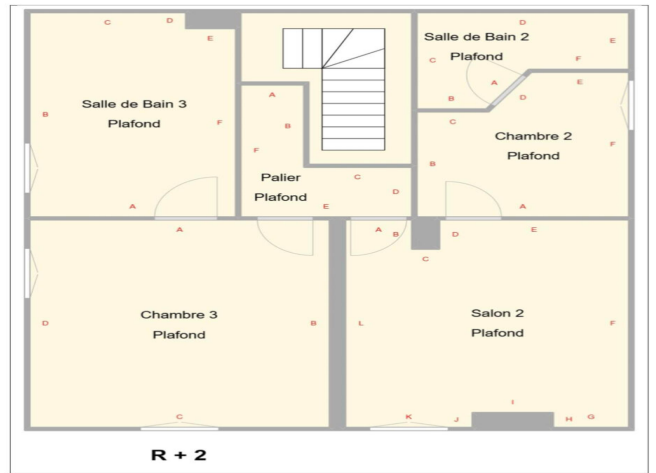 C D E
Salle de Bain 3
Plafond
B F A
A B F
Palier
Plafond
C D E
Salle de Bain 2
Plafond
D E F C A B
D E C
Chambre 2
Plafond
B F A
A
Chambre 3
Plafond
D B C
A B C D E
Salon 2
Plafond
L F I K J H G
R + 2